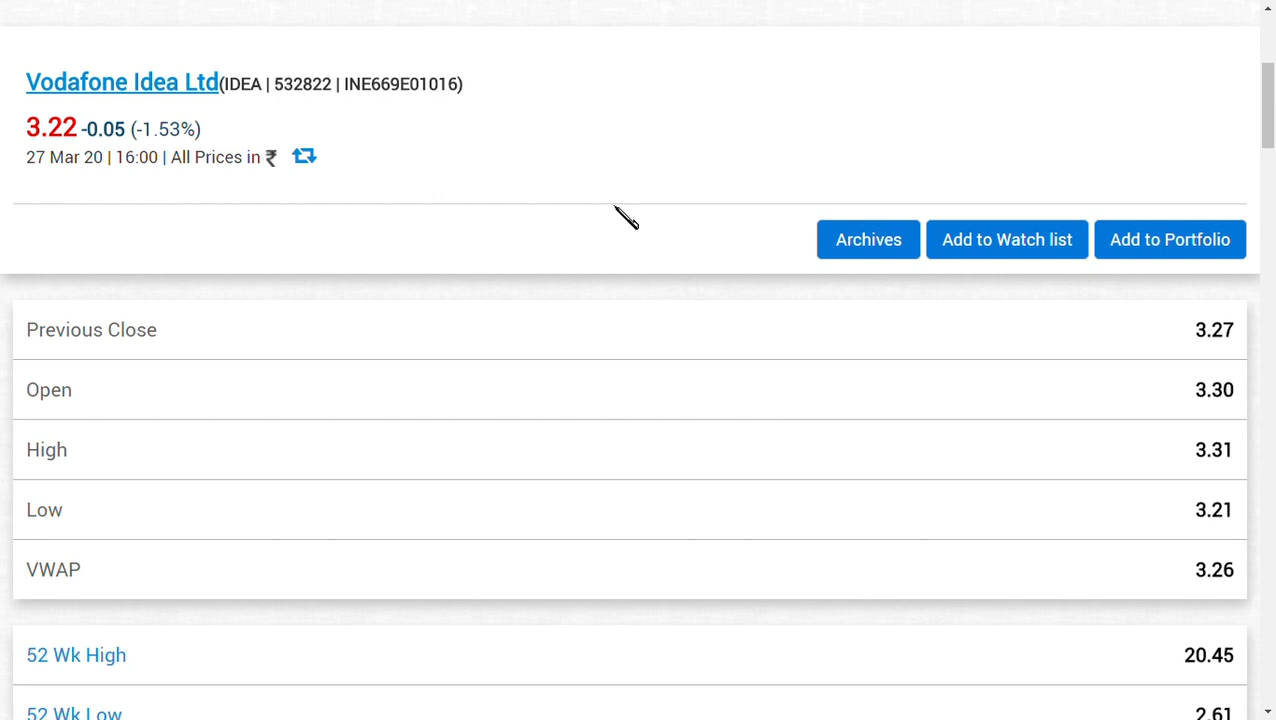 Vodafone Idea Ltd(IDEA | 532822 | INE669E01016)
3.22 -0.05 (-1.53%)
27 Mar 20 | 16:00 | All Prices in ₹
Archives Add to Watch list Add to Portfolio
Previous Close 3.27
Open 3.30
High 3.31
Low 3.21
VWAP 3.26
52 Wk High 20.45
52 Wk Low 2.61